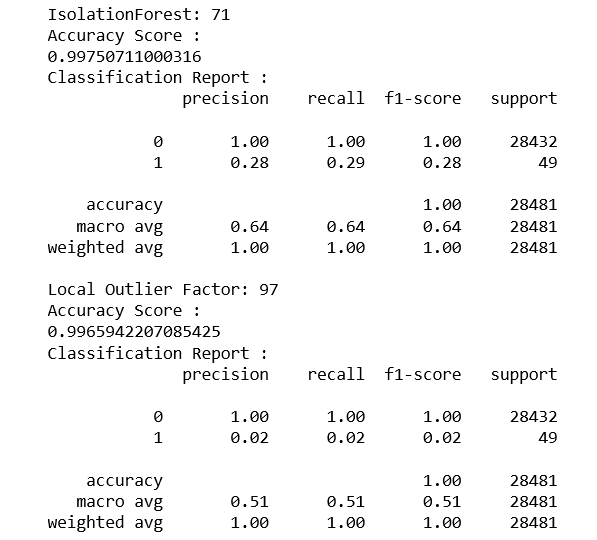 IsolationForest: 71
Accuracy Score :
0.99750711000316
Classification Report :
precision recall f1-score support
0 1.00 1.00 1.00 28432
1 0.28 0.29 0.28 49
accuracy 1.00 28481
macro avg 0.64 0.64 0.64 28481
weighted avg 1.00 1.00 1.00 28481
Local Outlier Factor: 97
Accuracy Score :
0.9965942207085425
Classification Report :
precision recall f1-score support
0 1.00 1.00 1.00 28432
1 0.02 0.02 0.02 49
accuracy 1.00 28481
macro avg 0.51 0.51 0.51 28481
weighted avg 1.00 1.00 1.00 28481